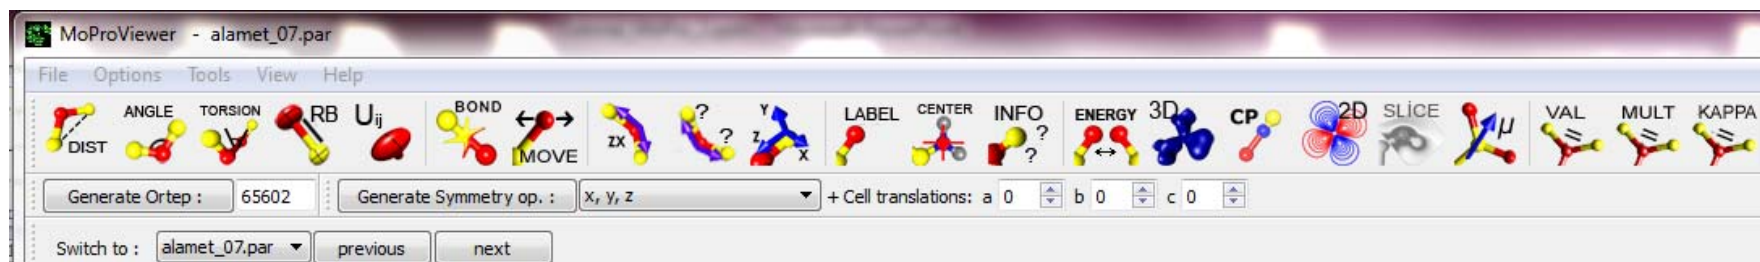 MoProViewer - alamet_07.par
File Options Tools View Help
DIST ANGLE TORSION RB Uij BOND MOVE ZX ? ? Y Z X LABEL CENTER INFO ? ? ENERGY 3D CP 2D SLİCE μ VAL MULT KAPPA
Generate Ortep : 65602 Generate Symmetry op. : x, y, z + Cell translations: a 0 b 0 c 0
Switch to : alamet_07.par previous next